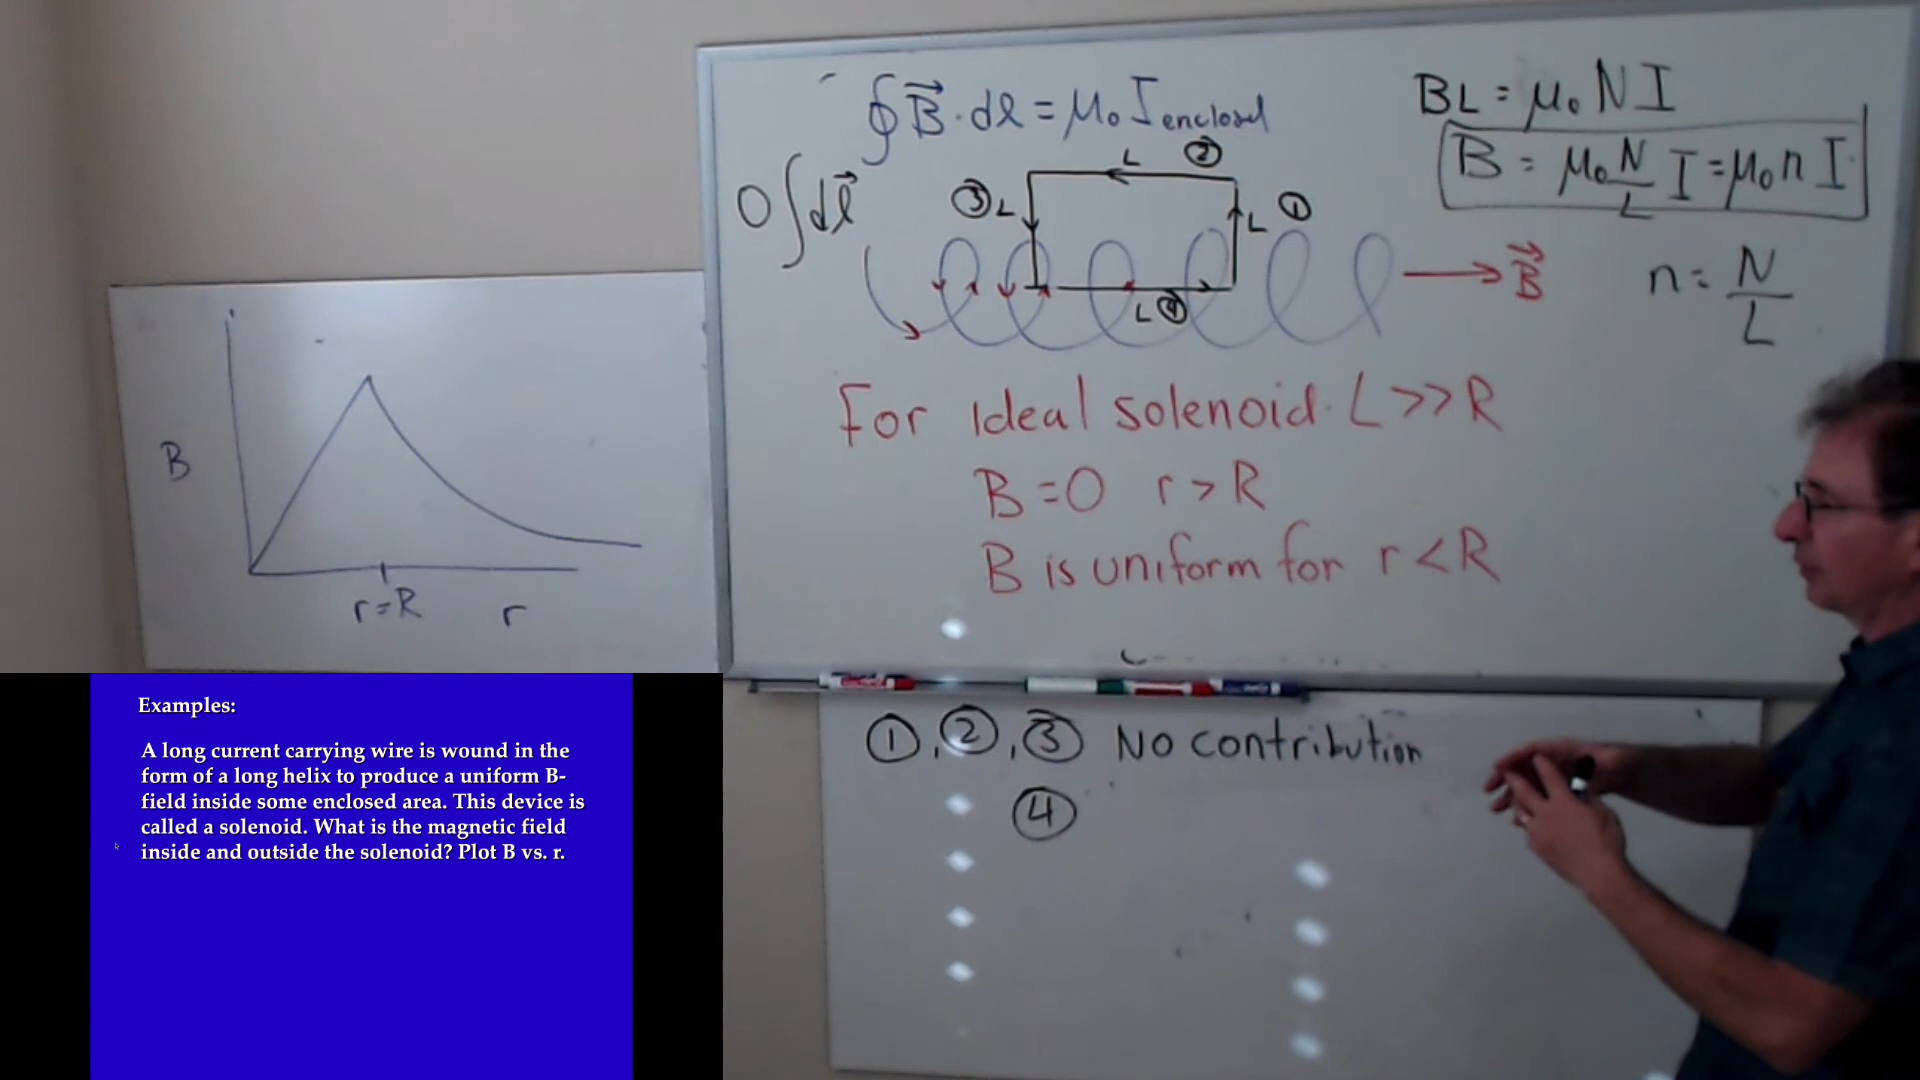 ∮B⃗·dℓ = μ₀ I enclosed
0 ∫dℓ⃗
L ②
③ L
L ①
L ④
→ B⃗
BL = μ₀ N I
B = μ₀ N/L I = μ₀ n I
n = N/L
For Ideal solenoid L >> R
B = 0 r > R
B is uniform for r < R
B
r = R r
①, ②, ③ No contribution
④
Examples:
A long current carrying wire is wound in the
form of a long helix to produce a uniform B-
field inside some enclosed area. This device is
called a solenoid. What is the magnetic field
inside and outside the solenoid? Plot B vs. r.